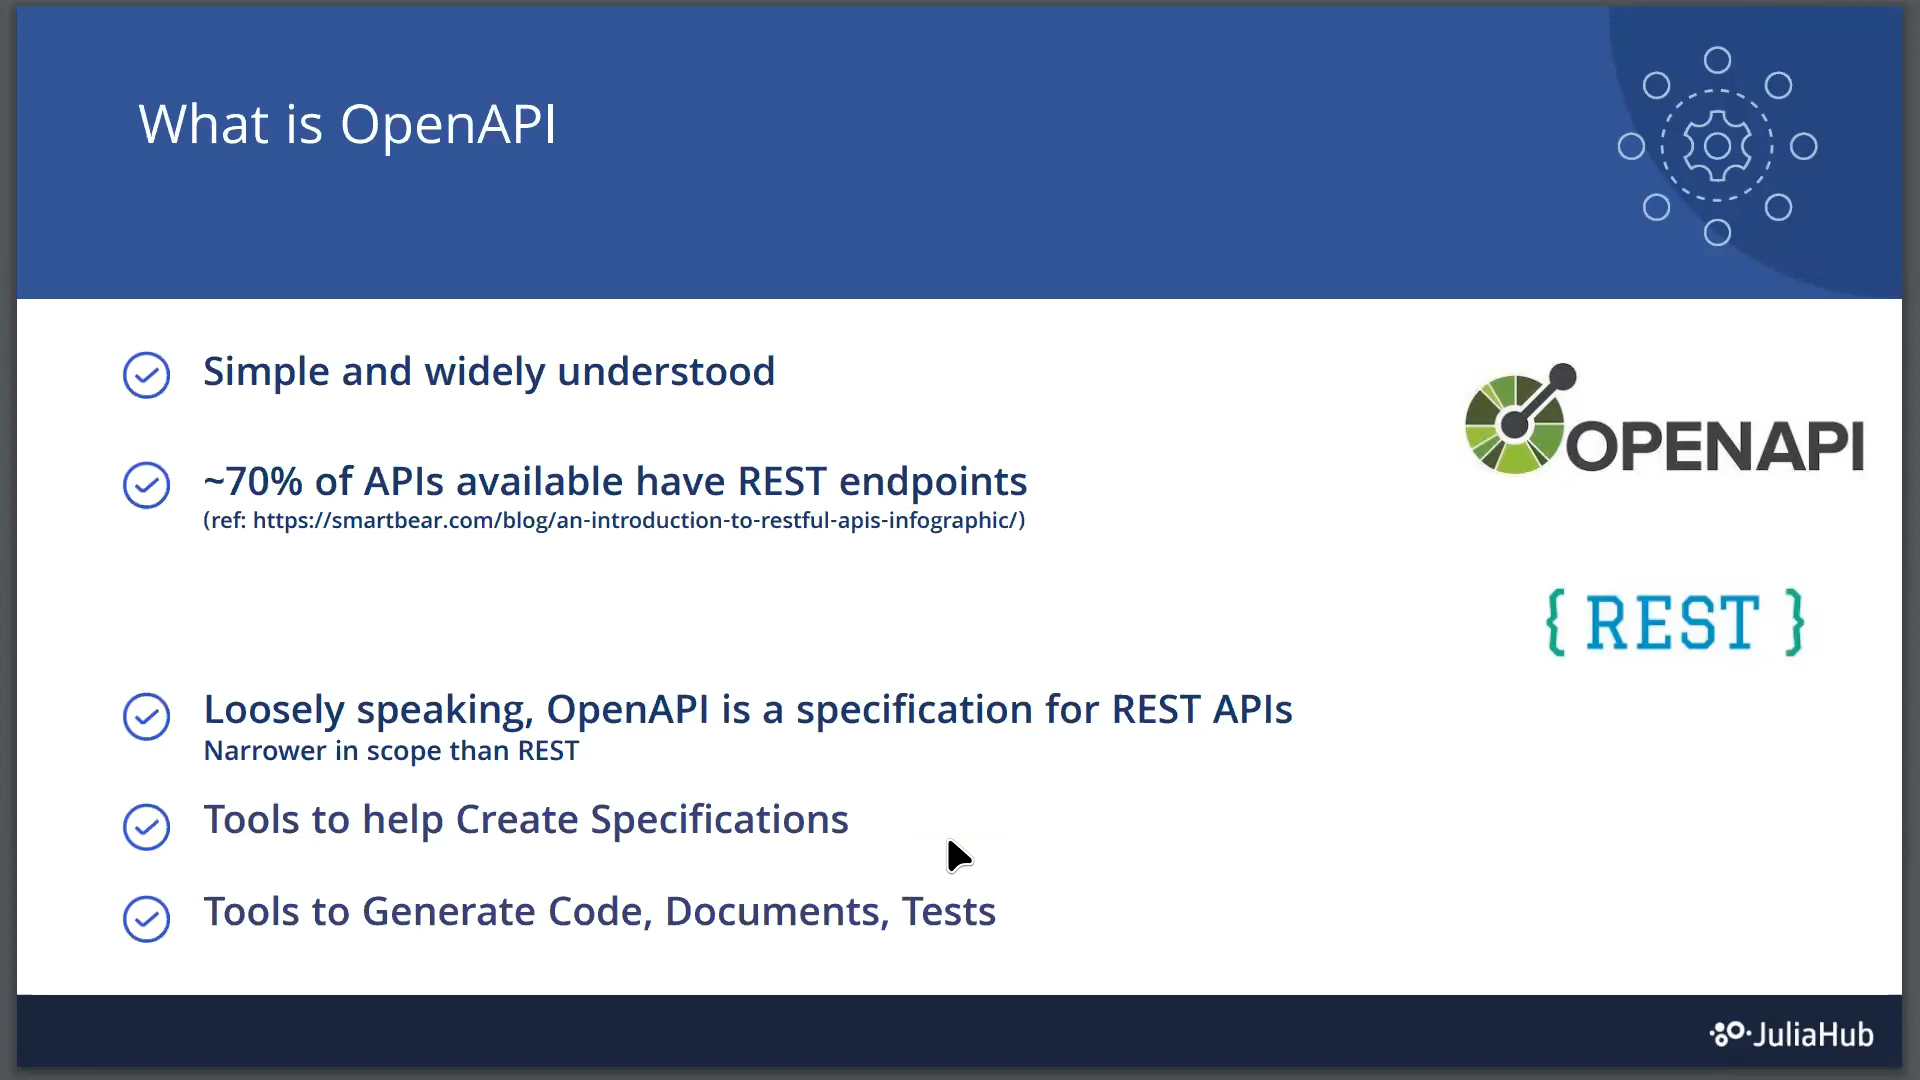 What is OpenAPI
Simple and widely understood
~70% of APIs available have REST endpoints
(ref: https://smartbear.com/blog/an-introduction-to-restful-apis-infographic/)
OPENAPI
{ REST }
Loosely speaking, OpenAPI is a specification for REST APIs
Narrower in scope than REST
Tools to help Create Specifications
Tools to Generate Code, Documents, Tests
JuliaHub